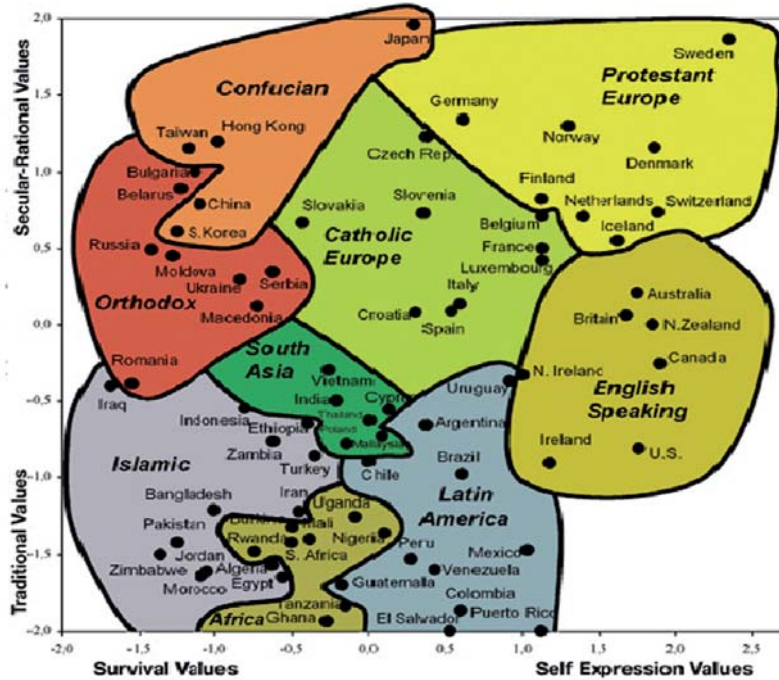 2,0
Japan
Sweden
Confucian
Protestant
Europe
1,5
Germany
Taiwan
Hong Kong
Norway
Czech Rep.
Denmark
Secular-Rational Values
1,0
Bulgaria
Belarus
China
Finland
Slovenia
Netherlands
Switzerland
Slovakia
Belgium
Iceland
S. Korea
Catholic
Europe
0,5
Russia
France
Moldova
Luxembourg
Ukraine
Serbia
Italy
Australia
Orthodox
Macedonia
Croatia
Spain
Britain
N.Zealand
0,0
South
Asia
Romania
Vietnam
Canada
Uruguay
N. Ireland
Iraq
India
English
Speaking
-0,5
Indonesia
Thailand
Ethiopia
Poland
Argentina
Zambia
Malaysia
Islamic
Turkey
Chile
Brazil
Ireland
U.S.
-1,0
Iran
Latin
America
Bangladesh
Uganda
Mali
Pakistan
Rwanda
Nigeria
S. Africa
Peru
Mexico
-1,5
Jordan
Zimbabwe
Algeria
Venezuela
Morocco
Egypt
Guatemalla
Traditional Values
Colombia
Tanzania
Africa
Ghana
El Salvador
Puerto Rico
-2,0
-2,0
-1,5
-1,0
-0,5
0,0
0,5
1,0
1,5
2,0
2,5
Survival Values
Self Expression Values